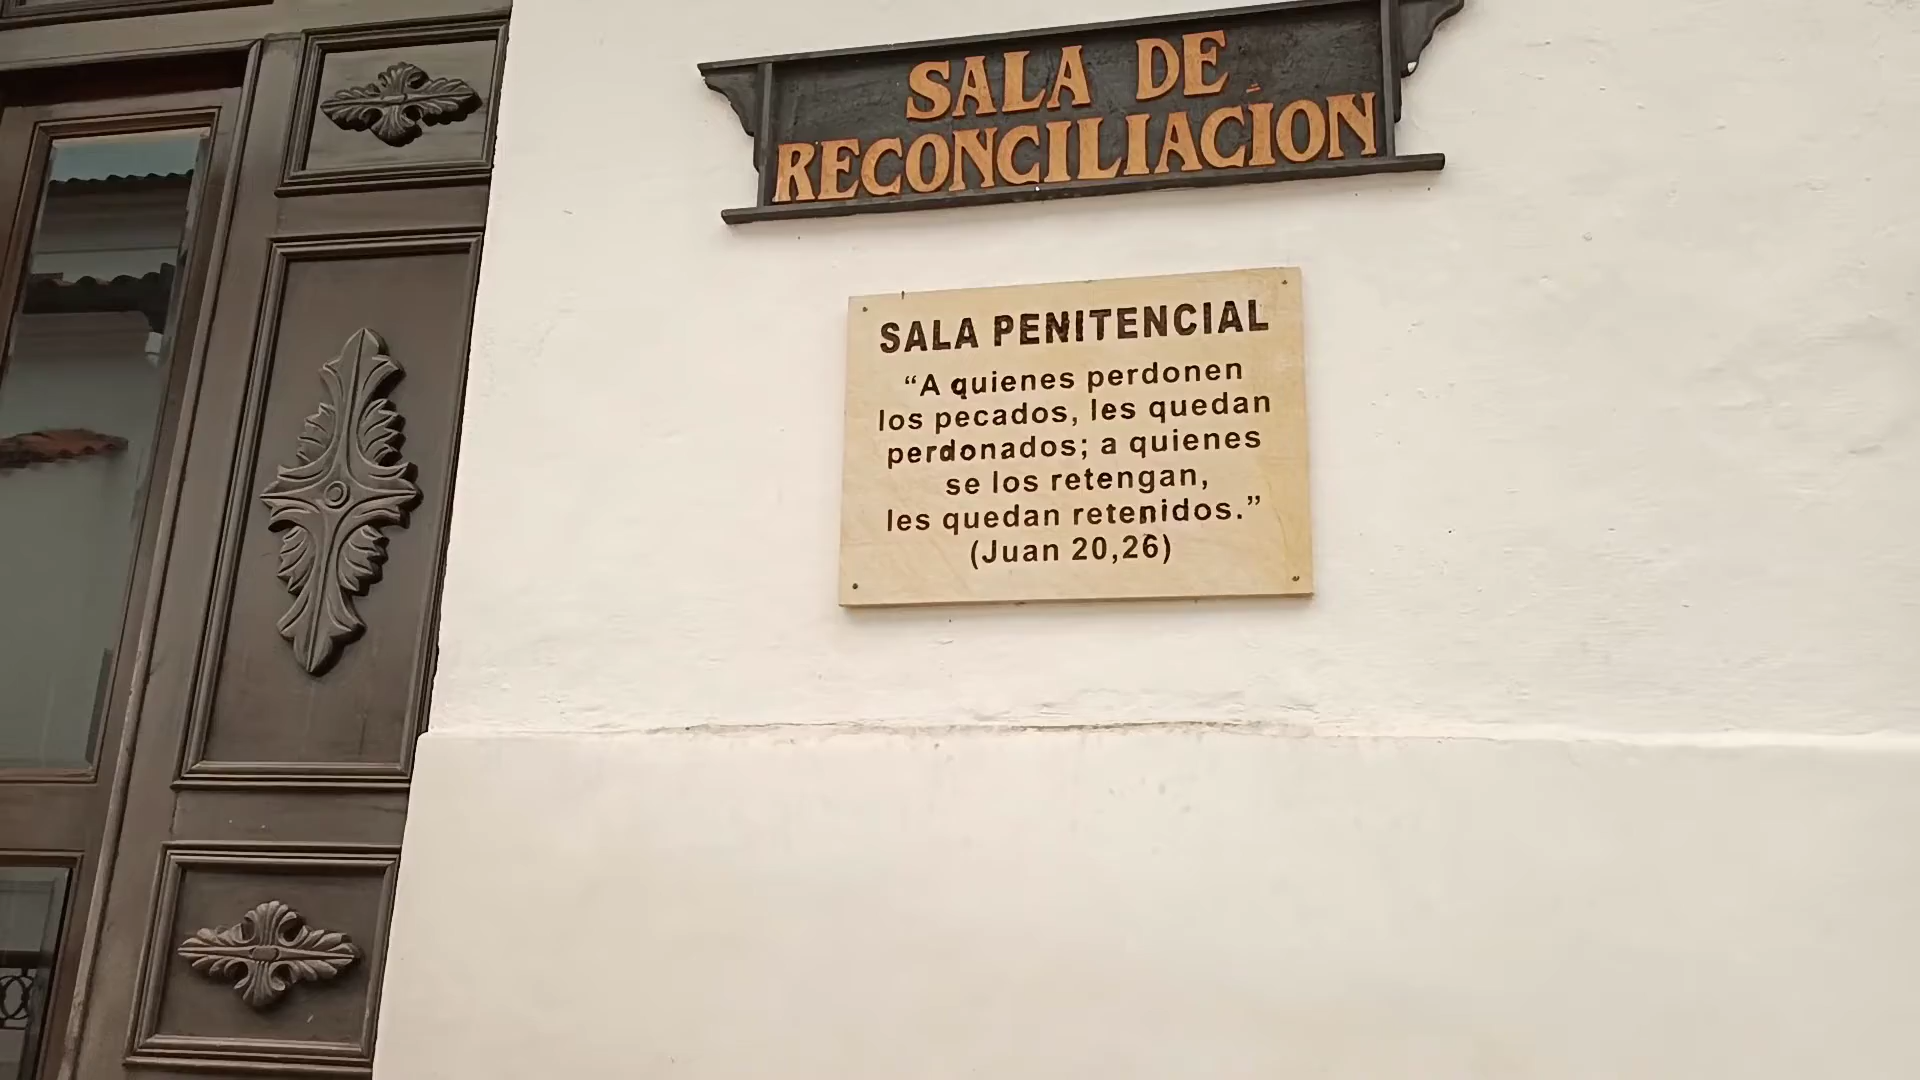 SALA DE
RECONCILIACIÓN
SALA PENITENCIAL
“A quienes perdonen
los pecados, les quedan
perdonados; a quienes
se los retengan,
les quedan retenidos.”
(Juan 20,26)